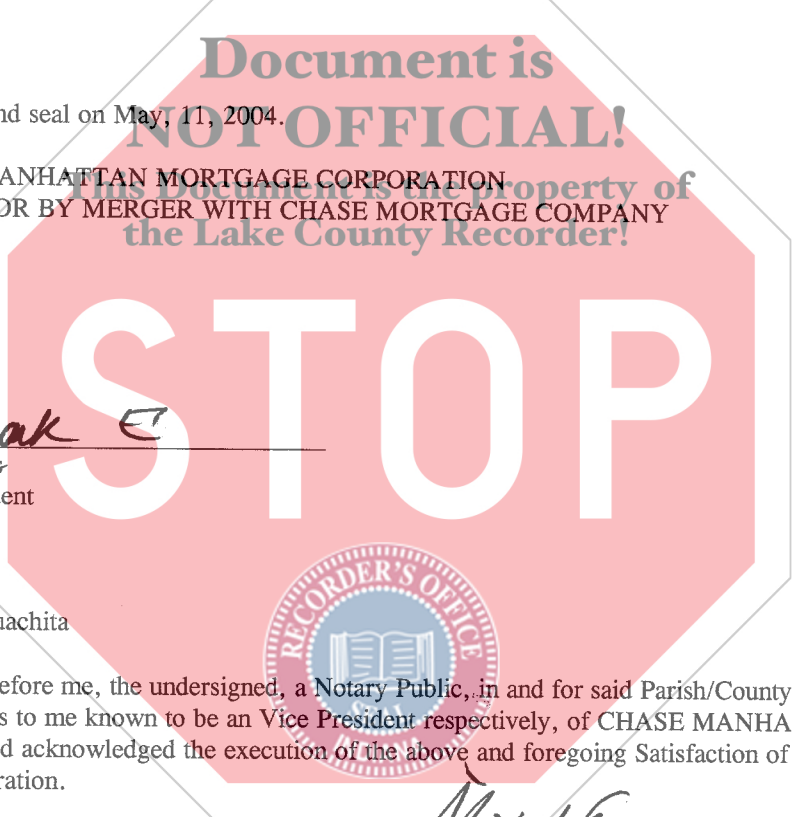 Document is
nd seal on May, 11, 2004.
NOT OFFICIAL!
ANHATTAN MORTGAGE CORPORATION
This Document is the property of
OR BY MERGER WITH CHASE MORTGAGE COMPANY
the Lake County Recorder!
STOP
ent
RECORDER'S OFFICE
uachita
efore me, the undersigned, a Notary Public, in and for said Parish/County
SEAL
s to me known to be an Vice President respectively, of CHASE MANHA
INDIANA
d acknowledged the execution of the above and foregoing Satisfaction of
ration.